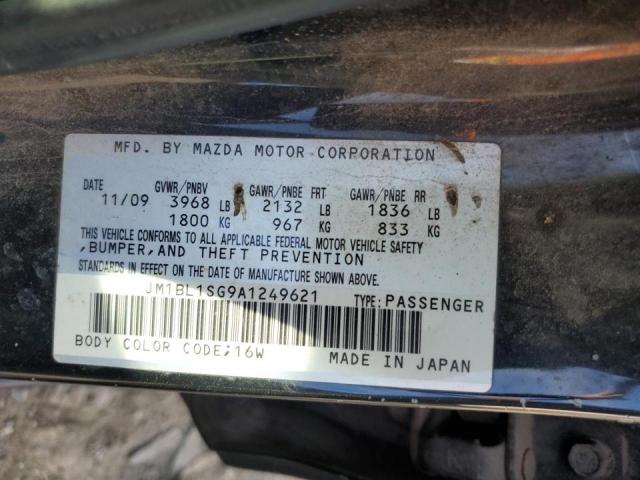 MFD. BY MAZDA MOTOR CORPORATION
DATE GVWR/PNBV GAWR/PNBE FRT GAWR/PNBE RR
11/09 3968 LB 2132 LB 1836 LB
1800 KG 967 KG 833 KG
THIS VEHICLE CONFORMS TO ALL APPLICABLE FEDERAL MOTOR VEHICLE SAFETY
,BUMPER,AND THEFT PREVENTION
STANDARDS IN EFFECT ON THE DATE OF MANUFACTURE SHOWN ABOVE.
JM1BL1SG9A1249621 TYPE:PASSENGER
BODY COLOR CODE;16W MADE IN JAPAN